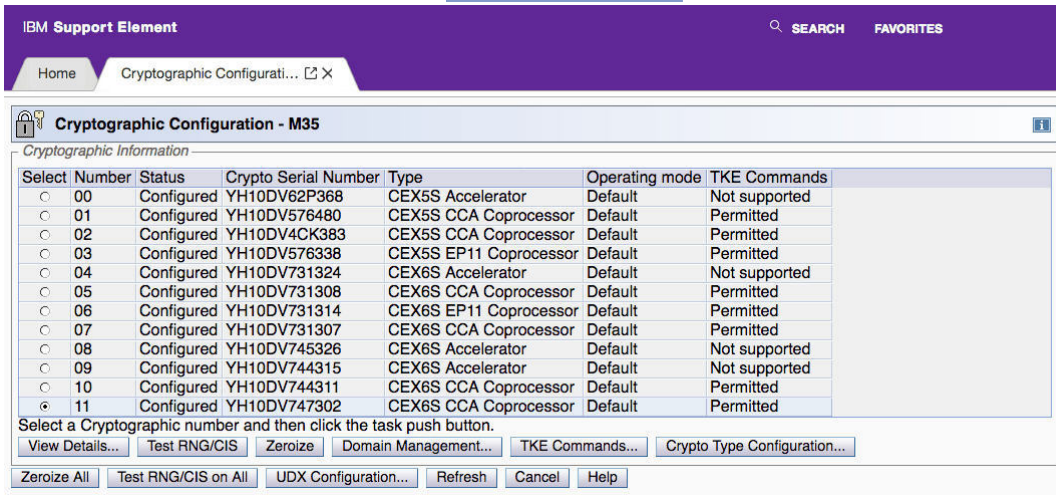 IBM Support Element
SEARCH FAVORITES
Home Cryptographic Configurati...
Cryptographic Configuration - M35
Cryptographic Information
Select Number Status Crypto Serial Number Type Operating mode TKE Commands
00 Configured YH10DV62P368 CEX5S Accelerator Default Not supported
01 Configured YH10DV576480 CEX5S CCA Coprocessor Default Permitted
02 Configured YH10DV4CK383 CEX5S CCA Coprocessor Default Permitted
03 Configured YH10DV576338 CEX5S EP11 Coprocessor Default Permitted
04 Configured YH10DV731324 CEX6S Accelerator Default Not supported
05 Configured YH10DV731308 CEX6S CCA Coprocessor Default Permitted
06 Configured YH10DV731314 CEX6S EP11 Coprocessor Default Permitted
07 Configured YH10DV731307 CEX6S CCA Coprocessor Default Permitted
08 Configured YH10DV745326 CEX6S Accelerator Default Not supported
09 Configured YH10DV744315 CEX6S Accelerator Default Not supported
10 Configured YH10DV744311 CEX6S CCA Coprocessor Default Permitted
11 Configured YH10DV747302 CEX6S CCA Coprocessor Default Permitted
Select a Cryptographic number and then click the task push button.
View Details... Test RNG/CIS Zeroize Domain Management... TKE Commands... Crypto Type Configuration...
Zeroize All Test RNG/CIS on All UDX Configuration... Refresh Cancel Help